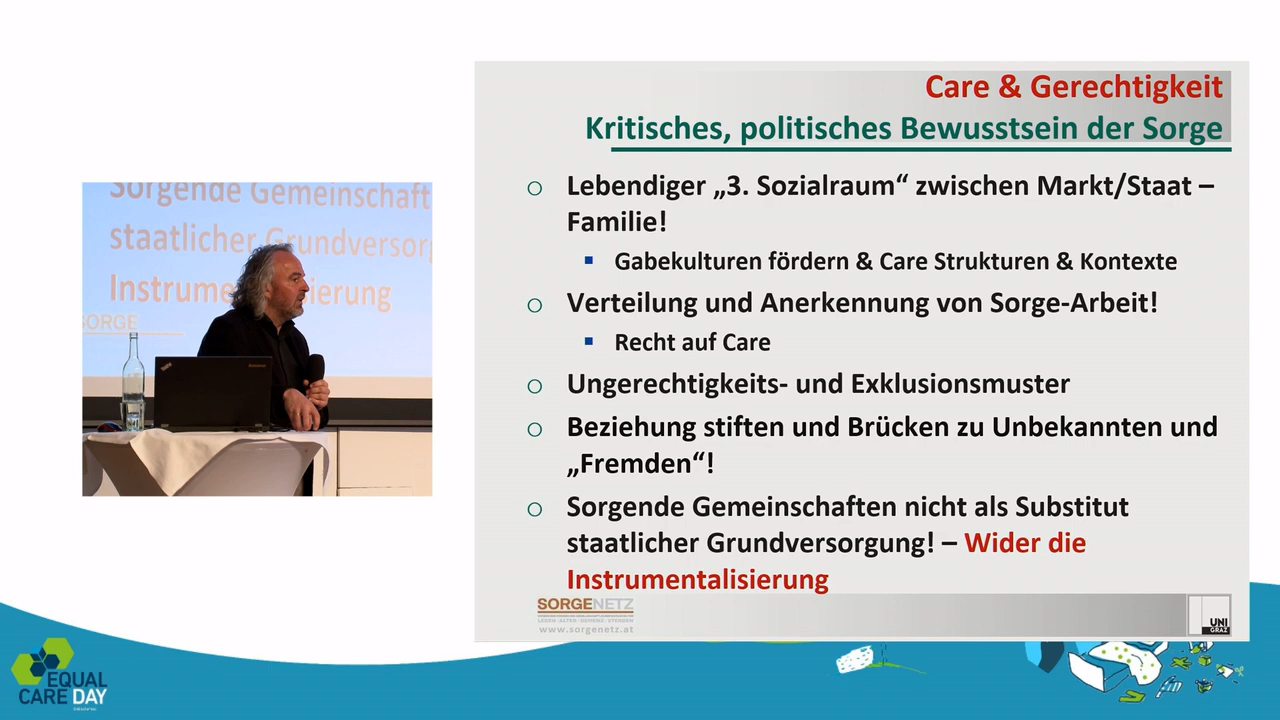 Care & Gerechtigkeit
Kritisches, politisches Bewusstsein der Sorge
o Lebendiger „3. Sozialraum“ zwischen Markt/Staat –
Familie!
▪ Gabekulturen fördern & Care Strukturen & Kontexte
o Verteilung und Anerkennung von Sorge-Arbeit!
▪ Recht auf Care
o Ungerechtigkeits- und Exklusionsmuster
o Beziehung stiften und Brücken zu Unbekannten und
„Fremden“!
o Sorgende Gemeinschaften nicht als Substitut
staatlicher Grundversorgung! – Wider die
Instrumentalisierung
SORGENETZ
www.sorgenetz.at
UNI
GRAZ
Sorgende Gemeinschaft
staatlicher Grundversorg
Instrume sierung
SORGE
EQUAL
CARE DAY